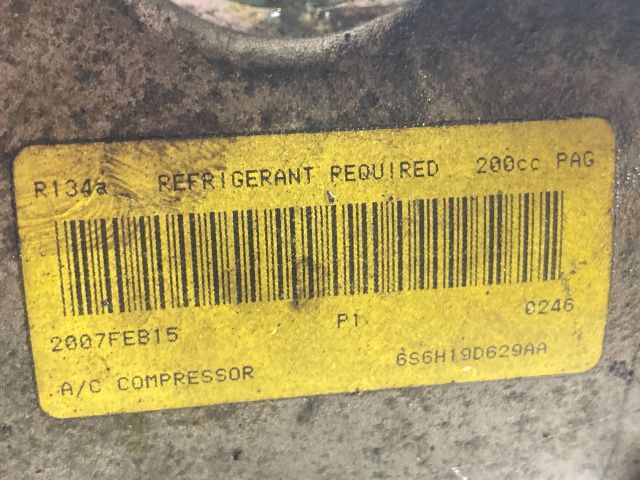 R134a REFRIGERANT REQUIRED 200cc PAG
2007FEB15 P1 0246
A/C COMPRESSOR 6S6H19D629AA